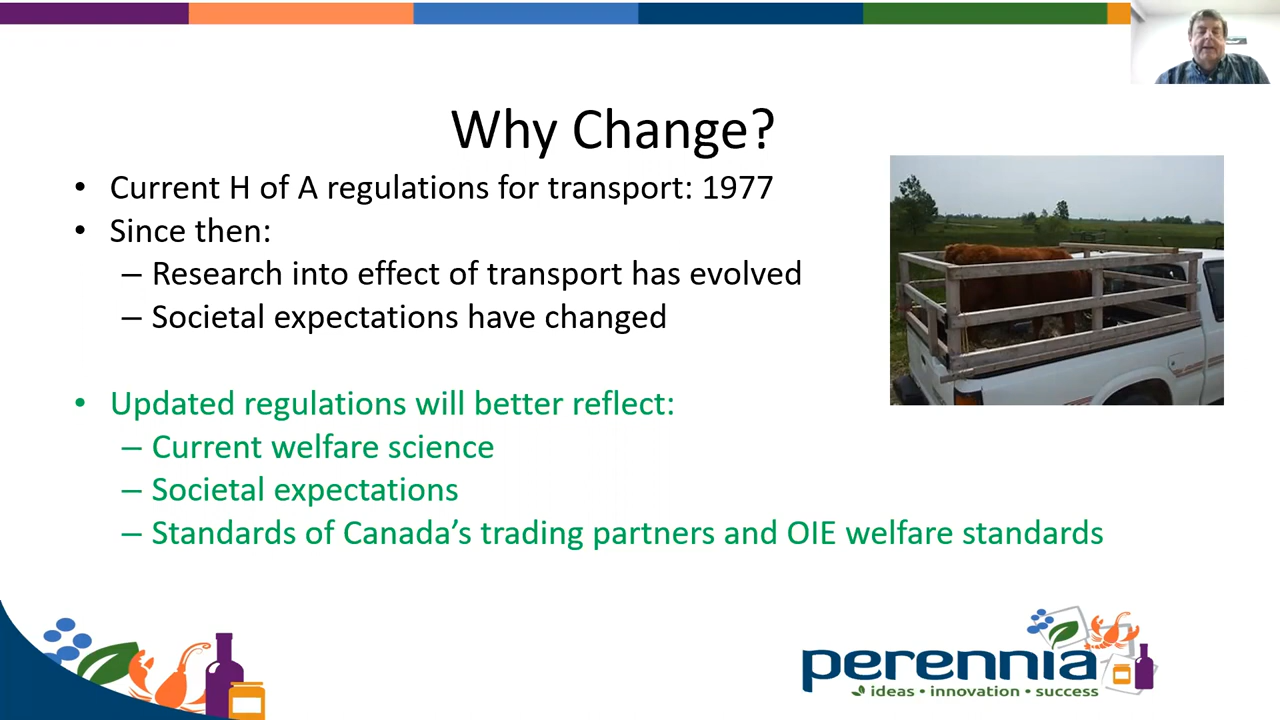 Why Change?
• Current H of A regulations for transport: 1977
• Since then:
– Research into effect of transport has evolved
– Societal expectations have changed
• Updated regulations will better reflect:
– Current welfare science
– Societal expectations
– Standards of Canada’s trading partners and OIE welfare standards
perennia
ideas • innovation • success